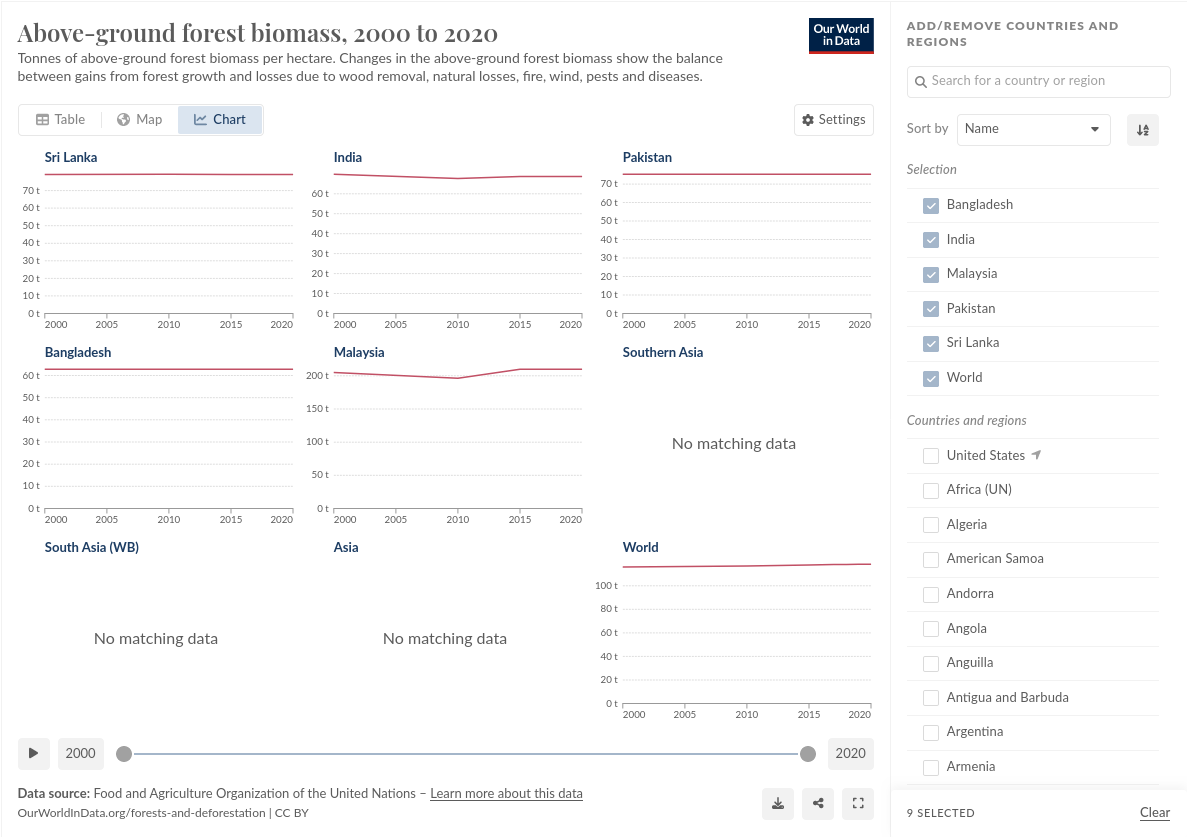 Above-ground forest biomass, 2000 to 2020
Tonnes of above-ground forest biomass per hectare. Changes in the above-ground forest biomass show the balance
between gains from forest growth and losses due to wood removal, natural losses, fire, wind, pests and diseases.
Our World
in Data
Table
Map
Chart
Settings
Sri Lanka
70 t
60 t
50 t
40 t
30 t
20 t
10 t
0 t
2000
2005
2010
2015
2020
India
60 t
50 t
40 t
30 t
20 t
10 t
0 t
2000
2005
2010
2015
2020
Pakistan
70 t
60 t
50 t
40 t
30 t
20 t
10 t
0 t
2000
2005
2010
2015
2020
Bangladesh
60 t
50 t
40 t
30 t
20 t
10 t
0 t
2000
2005
2010
2015
2020
Malaysia
200 t
150 t
100 t
50 t
0 t
2000
2005
2010
2015
2020
Southern Asia
No matching data
South Asia (WB)
No matching data
Asia
No matching data
World
100 t
80 t
60 t
40 t
20 t
0 t
2000
2005
2010
2015
2020
2000
2020
Data source: Food and Agriculture Organization of the United Nations – Learn more about this data
OurWorldInData.org/forests-and-deforestation | CC BY
ADD/REMOVE COUNTRIES AND
REGIONS
Search for a country or region
Sort by
Name
Selection
Bangladesh
India
Malaysia
Pakistan
Sri Lanka
World
Countries and regions
United States
Africa (UN)
Algeria
American Samoa
Andorra
Angola
Anguilla
Antigua and Barbuda
Argentina
Armenia
9 SELECTED
Clear